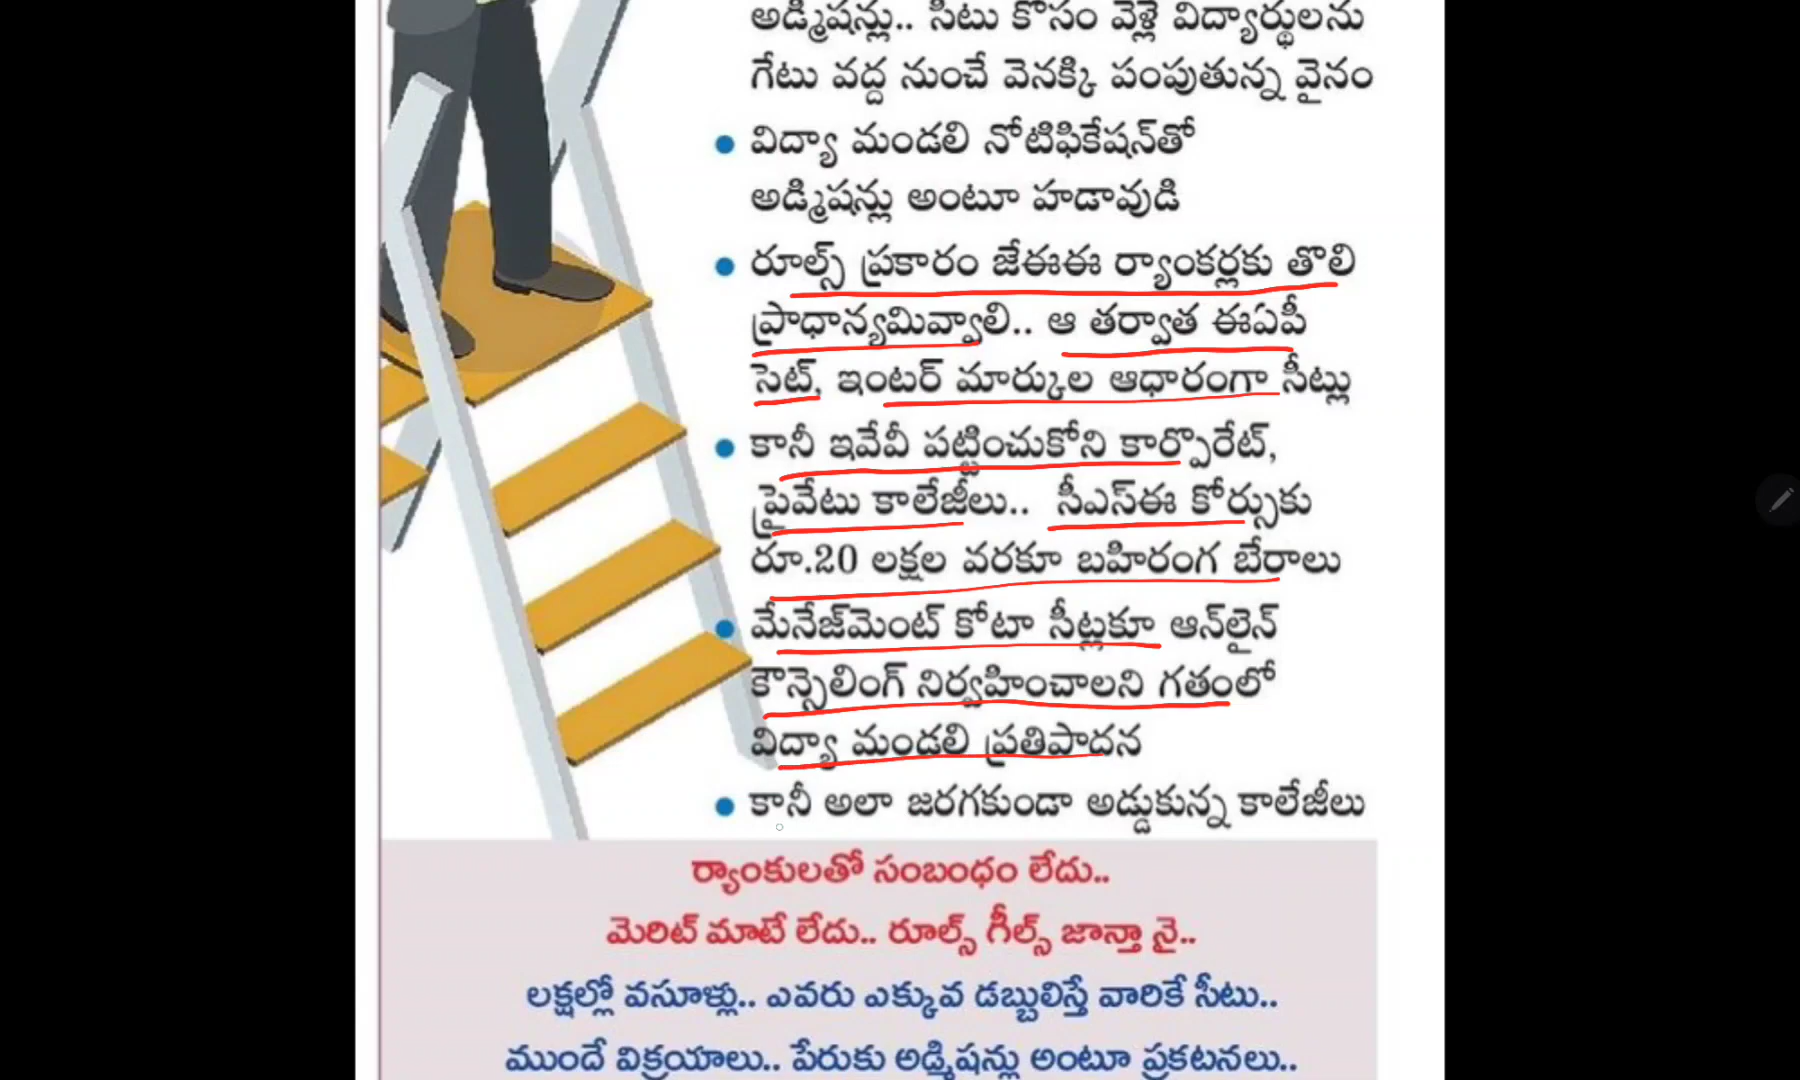 అడ్మిషన్లు.. సీటు కోసం వెళ్లే విద్యార్థులను
గేటు వద్ద నుంచే వెనక్కి పంపుతున్న వైనం
• విద్యా మండలి నోటిఫికేషన్‌తో
అడ్మిషన్లు అంటూ హడావుడి
• రూల్స్ ప్రకారం జేఈఈ ర్యాంకర్లకు తొలి
ప్రాధాన్యమివ్వాలి.. ఆ తర్వాత ఈఏపీ
సెట్, ఇంటర్ మార్కుల ఆధారంగా సీట్లు
• కానీ ఇవేవీ పట్టించుకోని కార్పొరేట్,
ప్రైవేటు కాలేజీలు.. సీఎస్ఈ కోర్సుకు
రూ.20 లక్షల వరకూ బహిరంగ బేరాలు
• మేనేజ్‌మెంట్ కోటా సీట్లకూ ఆన్‌లైన్
కౌన్సెలింగ్ నిర్వహించాలని గతంలో
విద్యా మండలి ప్రతిపాదన
• కానీ అలా జరగకుండా అడ్డుకున్న కాలేజీలు
ర్యాంకులతో సంబంధం లేదు..
మెరిట్ మాటే లేదు.. రూల్స్ గీల్స్ జాన్తా నై..
లక్షల్లో వసూళ్లు.. ఎవరు ఎక్కువ డబ్బులిస్తే వారికే సీటు..
ముందే విక్రయాలు.. పేరుకు అడ్మిషన్లు అంటూ ప్రకటనలు..